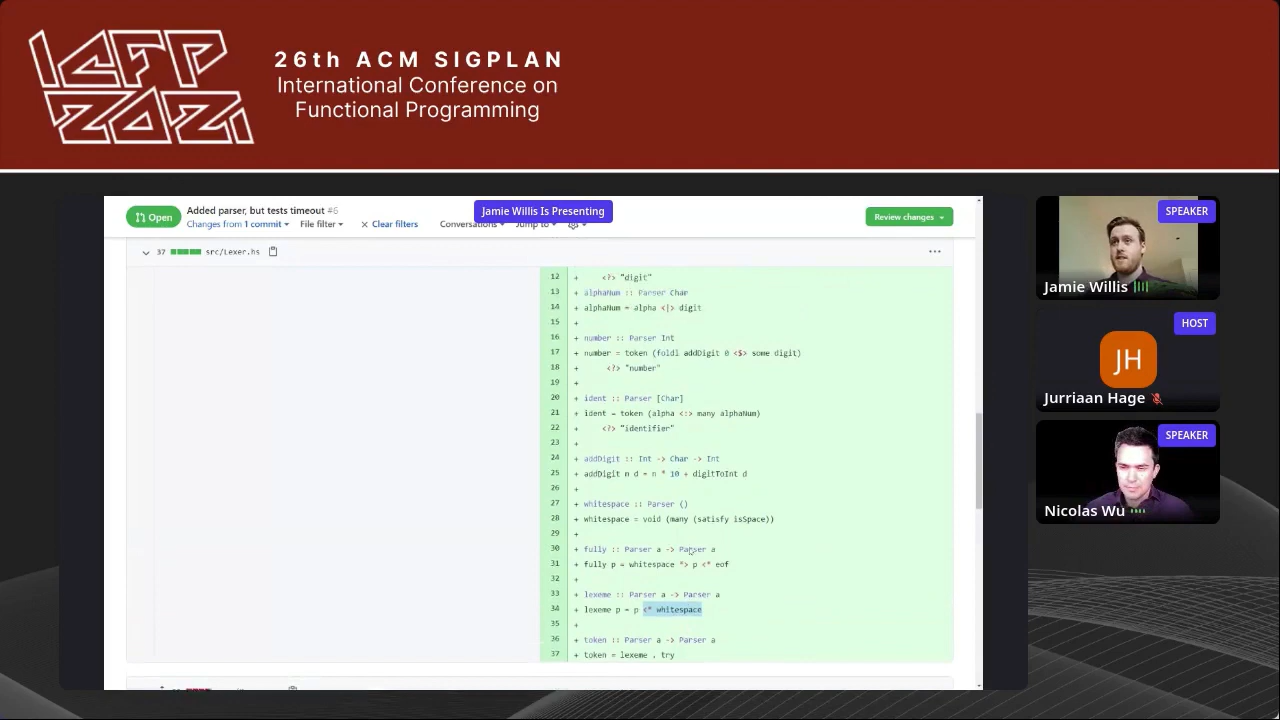 ICFP
2021
26th ACM SIGPLAN
International Conference on
Functional Programming
Open
Added parser, but tests timeout #6
Changes from 1 commit
File filter
Clear filters
Conversations
Jump to
Jamie Willis Is Presenting
Review changes
37
src/Lexer.hs
12 + <?> "digit"
13 + alphaNum :: Parser Char
14 + alphaNum = alpha <|> digit
15 +
16 + number :: Parser Int
17 + number = token (foldl addDigit 0 <$> some digit)
18 + <?> "number"
19 +
20 + ident :: Parser [Char]
21 + ident = token (alpha <:> many alphaNum)
22 + <?> "identifier"
23 +
24 + addDigit :: Int -> Char -> Int
25 + addDigit n d = n * 10 + digitToInt d
26 +
27 + whitespace :: Parser ()
28 + whitespace = void (many (satisfy isSpace))
29 +
30 + fully :: Parser a -> Parser a
31 + fully p = whitespace *> p <* eof
32 +
33 + lexeme :: Parser a -> Parser a
34 + lexeme p = p <* whitespace
35 +
36 + token :: Parser a -> Parser a
37 + token = lexeme . try
SPEAKER
Jamie Willis
HOST
JH
Jurriaan Hage
SPEAKER
Nicolas Wu